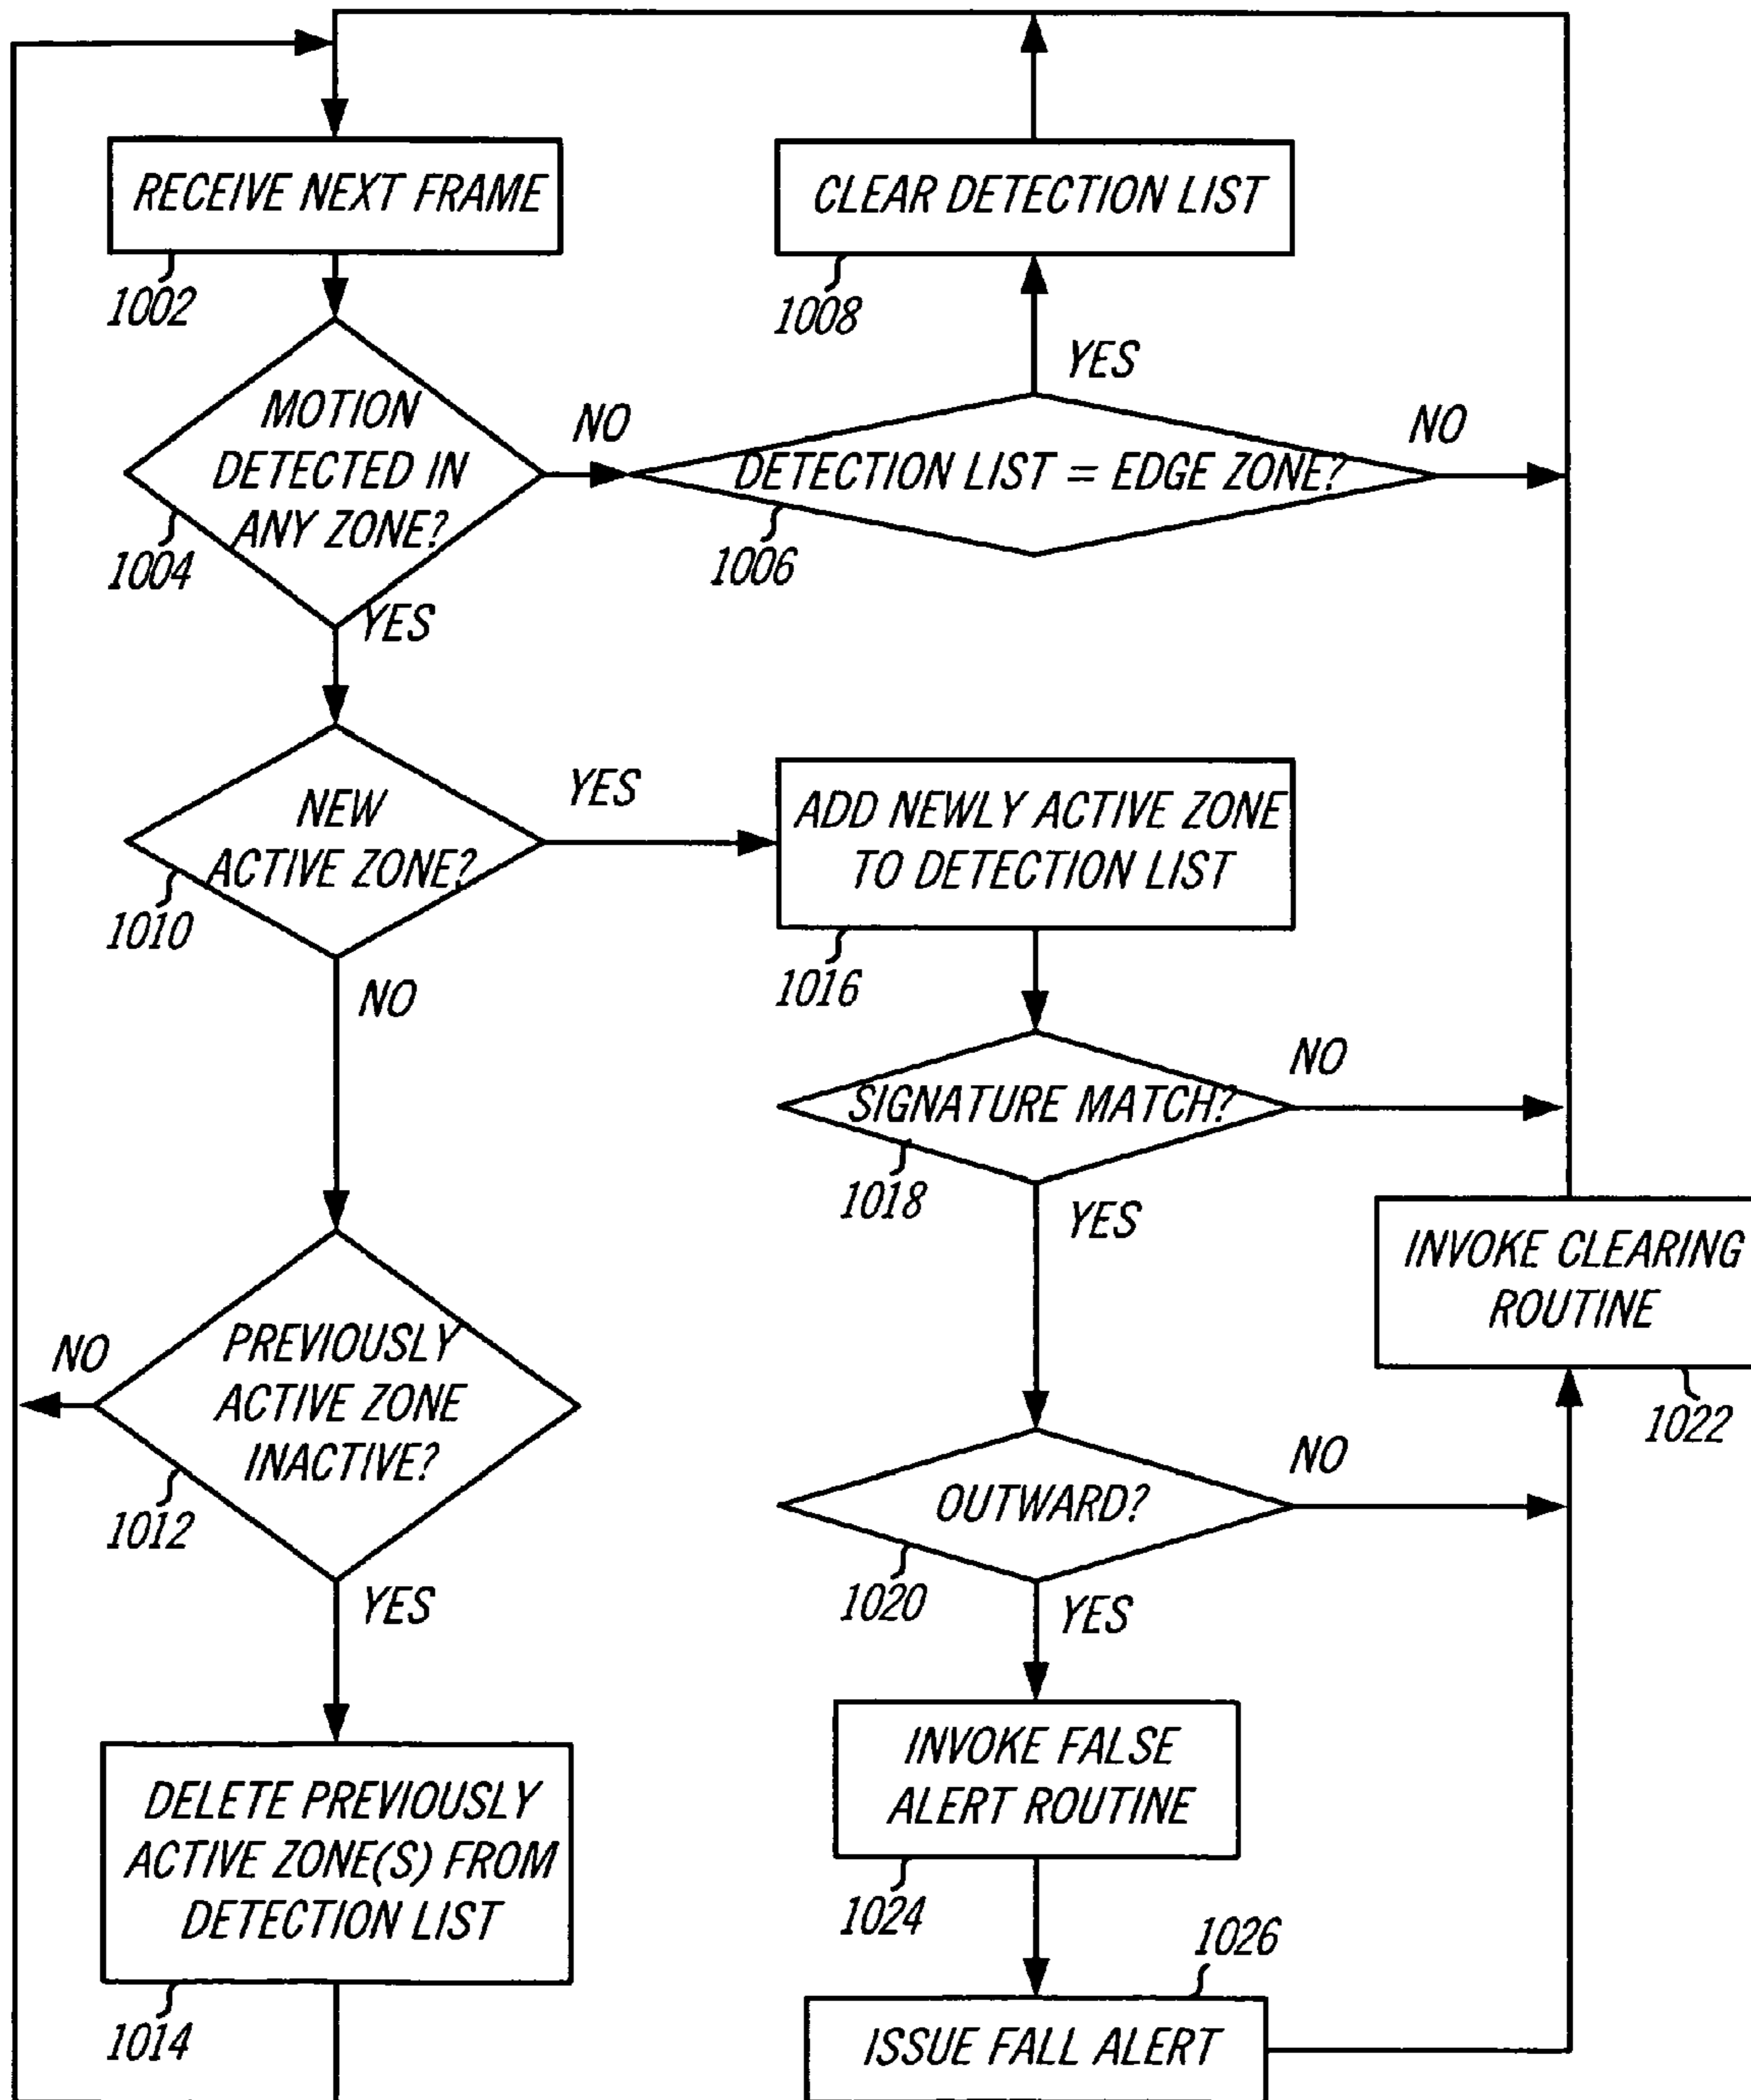 RECEIVE NEXT FRAME
1002
CLEAR DETECTION LIST
1008
YES
MOTION
DETECTED IN
ANY ZONE?
1004
NO
DETECTION LIST = EDGE ZONE?
1006
NO
YES
NEW
ACTIVE ZONE?
1010
YES
ADD NEWLY ACTIVE ZONE
TO DETECTION LIST
1016
NO
SIGNATURE MATCH?
1018
NO
YES
INVOKE CLEARING
ROUTINE
1022
PREVIOUSLY
ACTIVE ZONE
INACTIVE?
1012
NO
YES
OUTWARD?
1020
NO
YES
INVOKE FALSE
ALERT ROUTINE
1024
DELETE PREVIOUSLY
ACTIVE ZONE(S) FROM
DETECTION LIST
1014
1026
ISSUE FALL ALERT